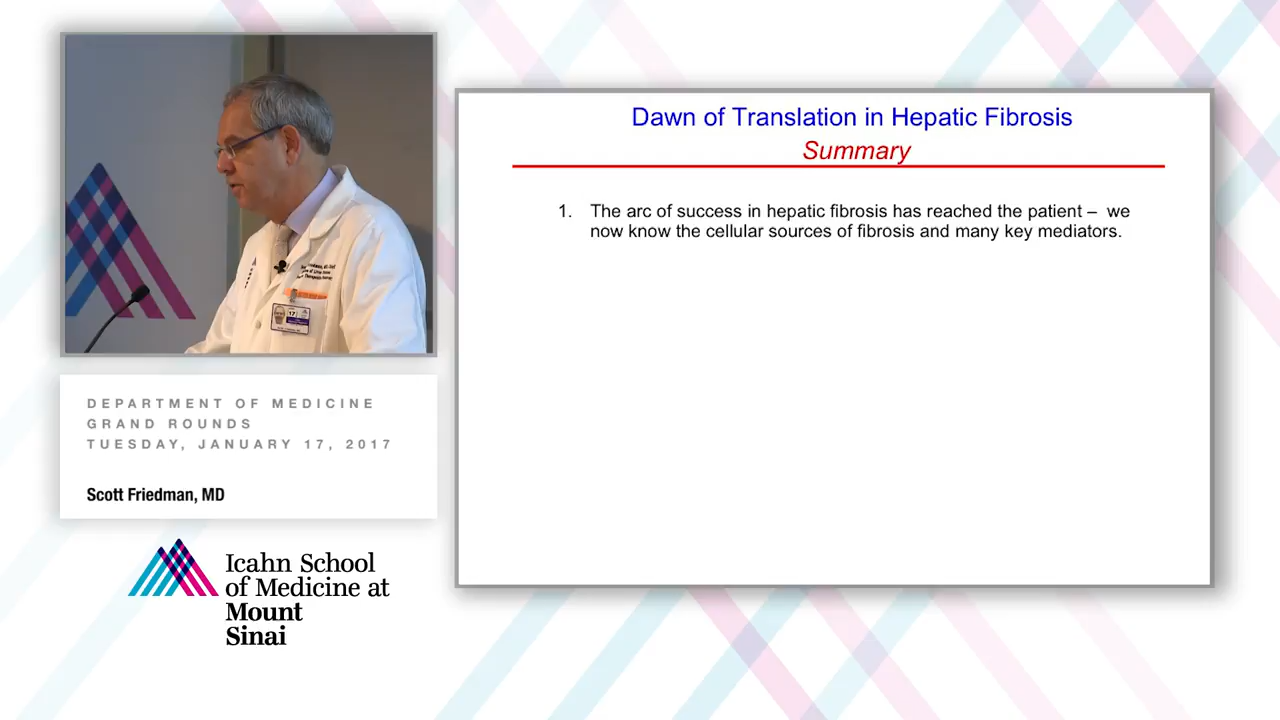 DEPARTMENT OF MEDICINE
GRAND ROUNDS
TUESDAY, JANUARY 17, 2017
Scott Friedman, MD
Icahn School
of Medicine at
Mount
Sinai
Dawn of Translation in Hepatic Fibrosis
Summary
1. The arc of success in hepatic fibrosis has reached the patient – we
now know the cellular sources of fibrosis and many key mediators.